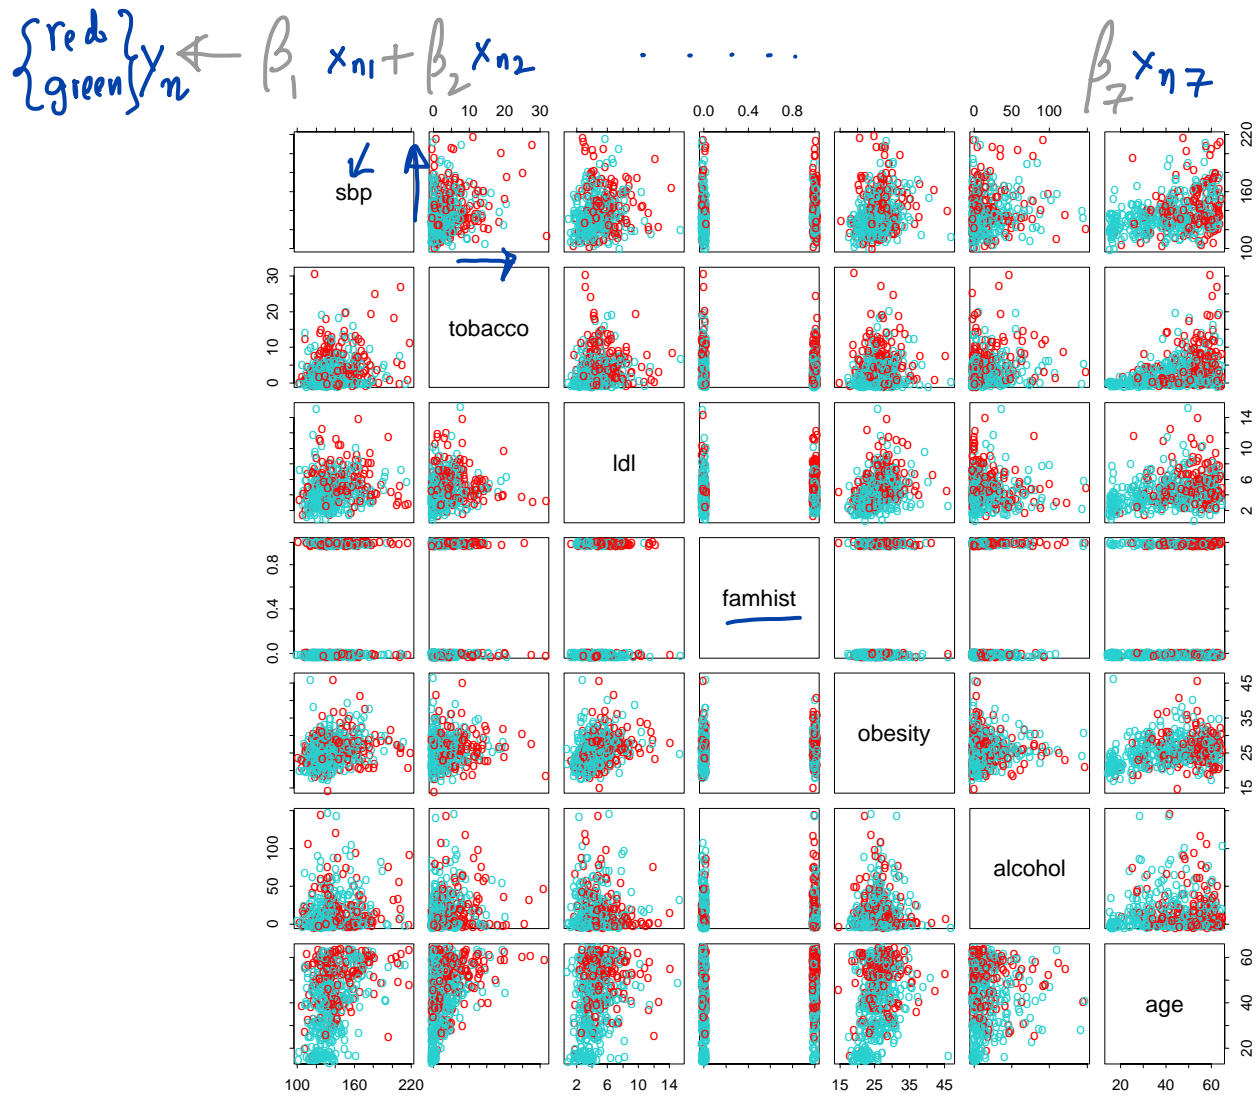 {red} y_n ← β_1 x_n1 + β_2 x_n2 . . . . . β_7 x_n7
{green}
0 10 20 30 0.0 0.4 0.8 0 50 100
sbp 100 160 220
0 10 20 30 tobacco
ldl 2 6 10 14
0.0 0.4 0.8 famhist
obesity 15 25 35 45
0 50 100 alcohol
age 20 40 60
100 160 220 2 6 10 14 15 25 35 45 20 40 60